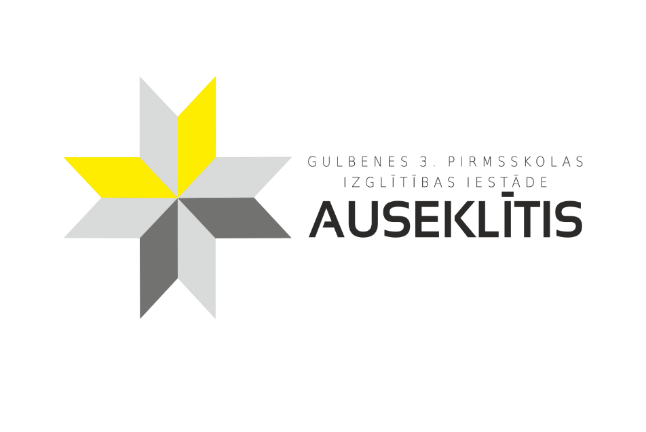 GULBENES 3. PIRMSSKOLAS
IZGLĪTĪBAS IESTĀDE
AUSEKLĪTIS